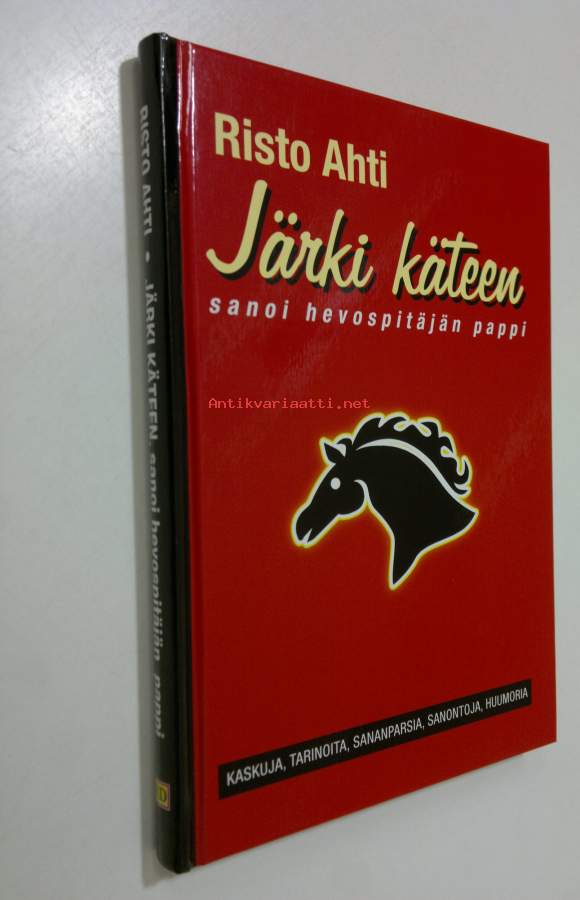 Risto Ahti
Järki käteen
sanoi hevospitäjän pappi
Antikvariaatti.net
KASKUJA, TARINOITA, SANANPARSIA, SANONTOJA, HUUMORIA
RISTO AHTI • JÄRKI KÄTEEN, sanoi hevospitäjän pappi
D